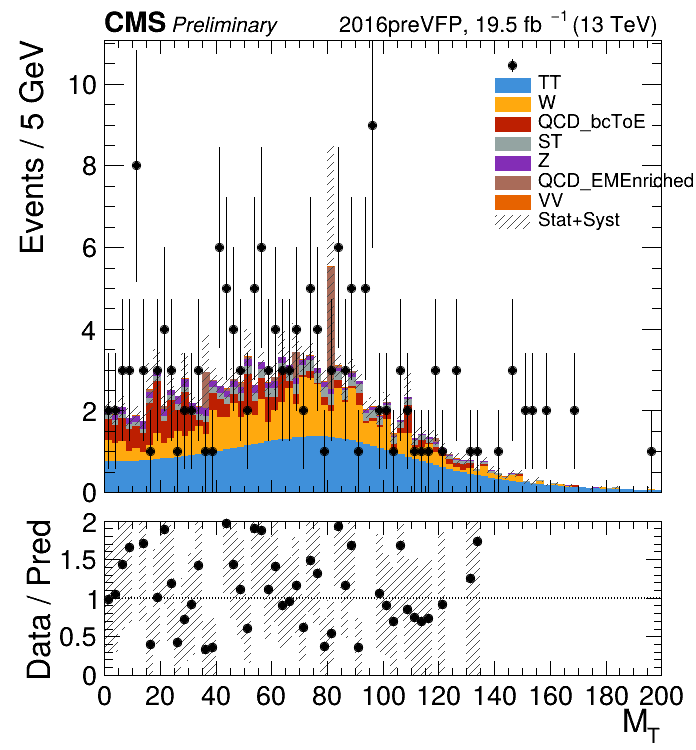 CMS Preliminary 2016preVFP, 19.5 fb⁻¹ (13 TeV)
Events / 5 GeV
10
8
6
4
2
0
TT
W
QCD_bcToE
ST
Z
QCD_EMEnriched
VV
Stat+Syst
Data / Pred
2
1.5
1
0.5
0
0 20 40 60 80 100 120 140 160 180 200
M_T